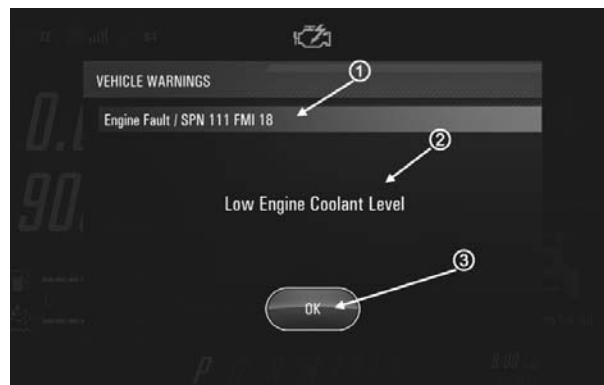 VEHICLE WARNINGS
①
Engine Fault / SPN 111 FMI 18
②
Low Engine Coolant Level
③
OK